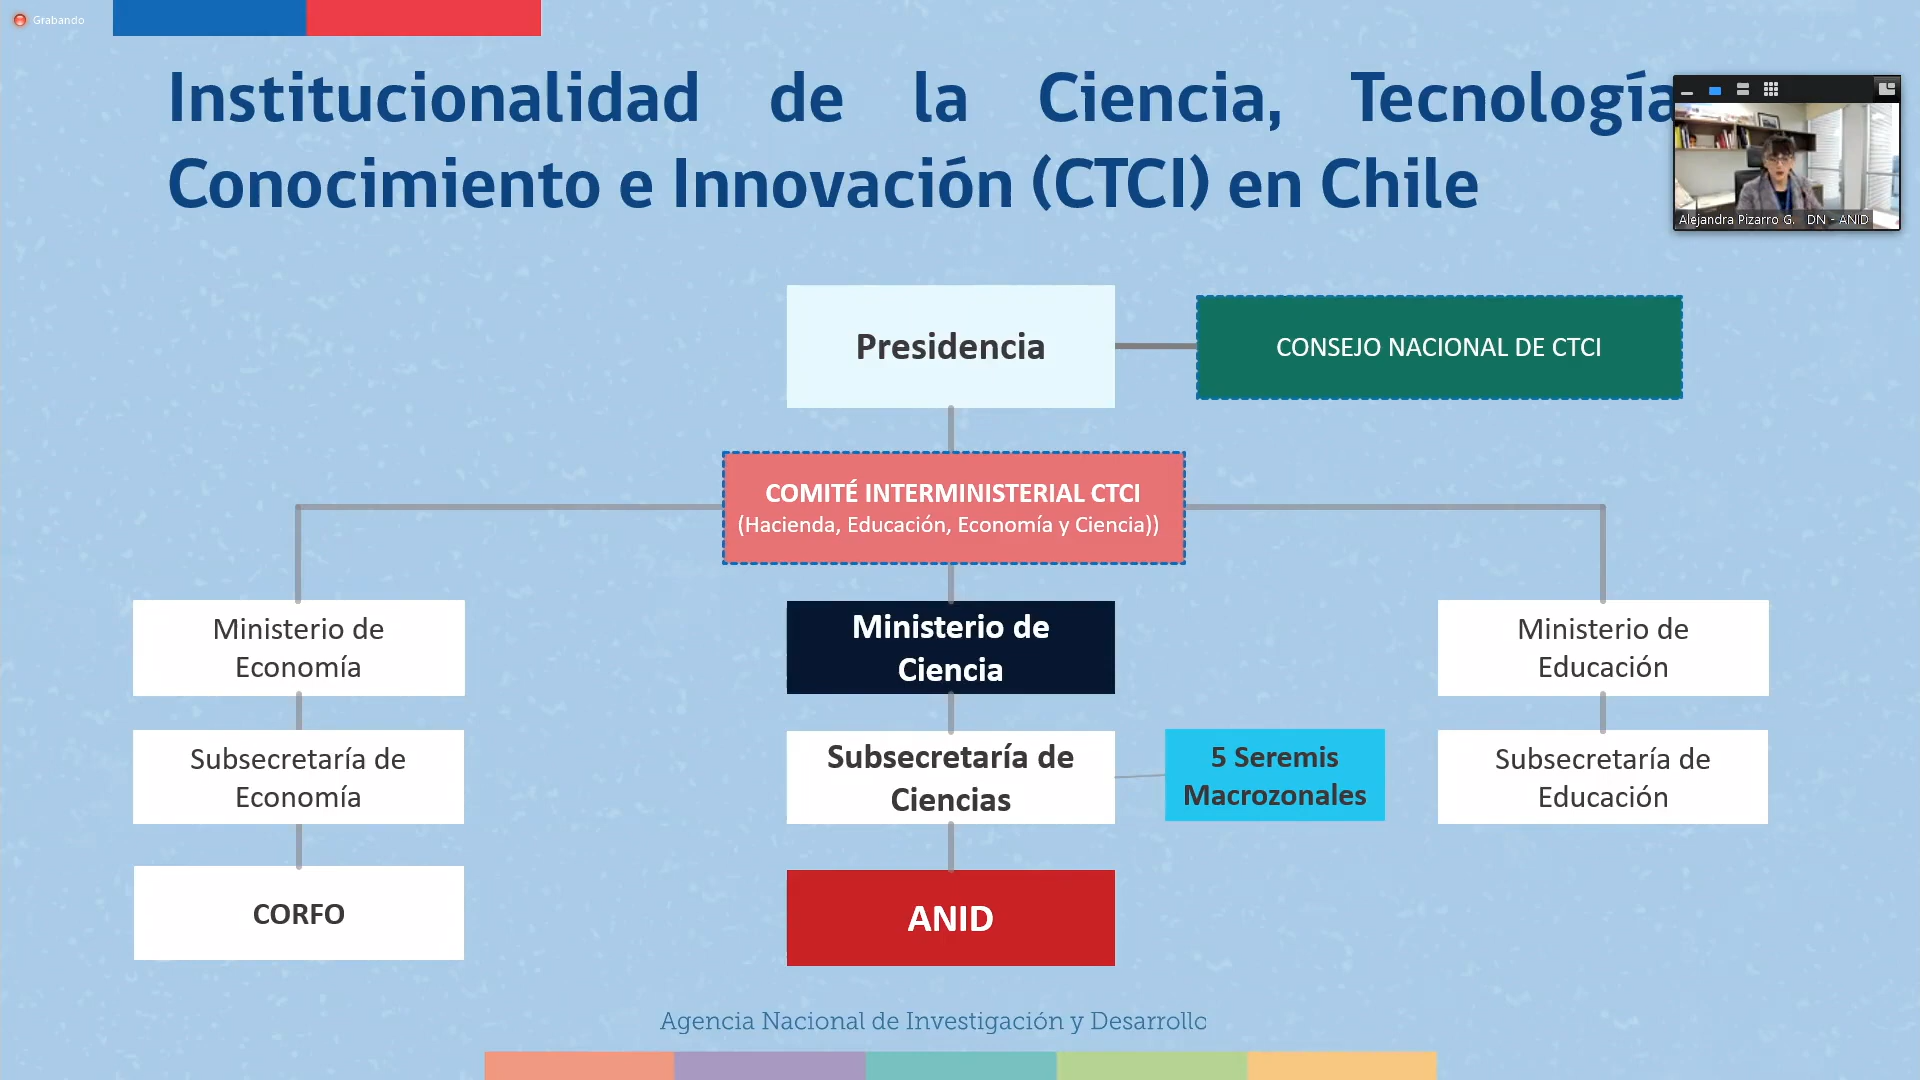 Grabando
Institucionalidad de la Ciencia, Tecnología
Conocimiento e Innovación (CTCI) en Chile
Alejandra Pizarro G. DN - ANID
Presidencia
CONSEJO NACIONAL DE CTCI
COMITÉ INTERMINISTERIAL CTCI
(Hacienda, Educación, Economía y Ciencia))
Ministerio de
Economía
Ministerio de
Ciencia
Ministerio de
Educación
Subsecretaría de
Economía
Subsecretaría de
Ciencias
5 Seremis
Macrozonales
Subsecretaría de
Educación
CORFO
ANID
Agencia Nacional de Investigación y Desarrollo